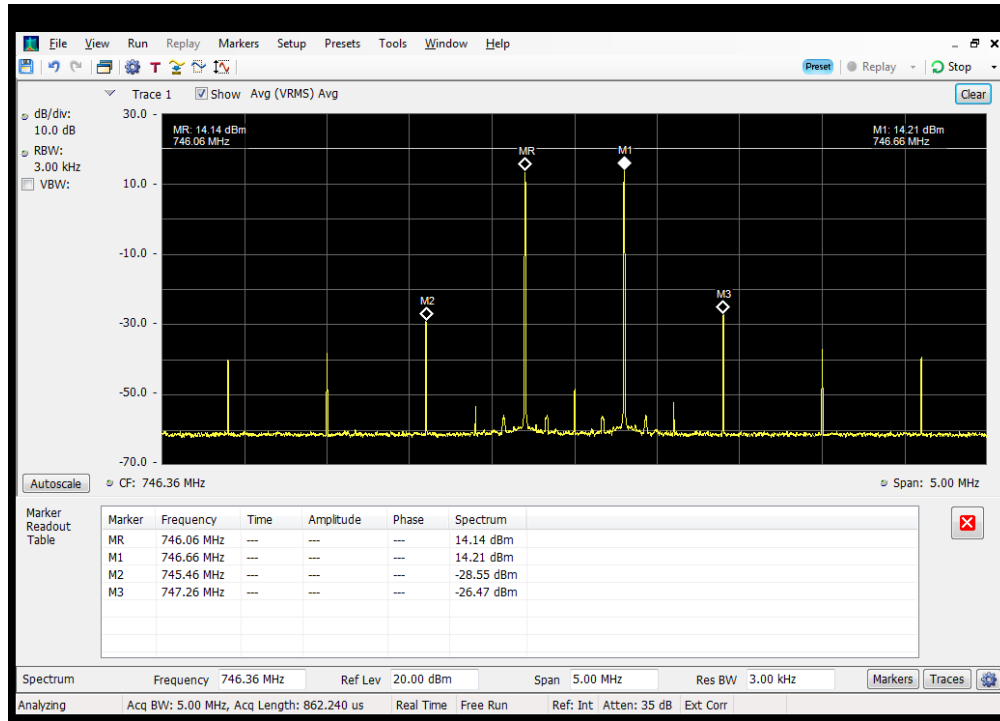 File View Run Replay Markers Setup Presets Tools Window Help
T Preset Replay Stop
Trace 1 Show Avg (VRMS) Avg Clear
dB/div:
10.0 dB
RBW:
3.00 kHz
VBW:
30.0
10.0
-10.0
-30.0
-50.0
-70.0
MR: 14.14 dBm
746.06 MHz
M1: 14.21 dBm
746.66 MHz
MR
M1
M2
M3
Autoscale CF: 746.36 MHz Span: 5.00 MHz
Marker
Readout
Table
Marker Frequency Time Amplitude Phase Spectrum
MR 746.06 MHz --- --- --- 14.14 dBm
M1 746.66 MHz --- --- --- 14.21 dBm
M2 745.46 MHz --- --- --- -28.55 dBm
M3 747.26 MHz --- --- --- -26.47 dBm
Spectrum Frequency 746.36 MHz Ref Lev 20.00 dBm Span 5.00 MHz Res BW 3.00 kHz Markers Traces
Analyzing Acq BW: 5.00 MHz, Acq Length: 862.240 us Real Time Free Run Ref: Int Atten: 35 dB Ext Corr